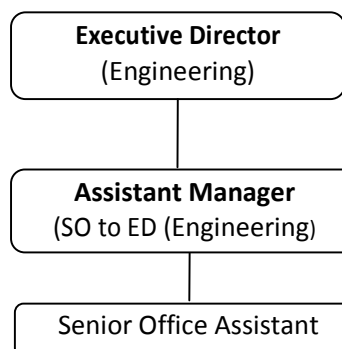 Executive Director
(Engineering)
Assistant Manager
(SO to ED (Engineering)
Senior Office Assistant